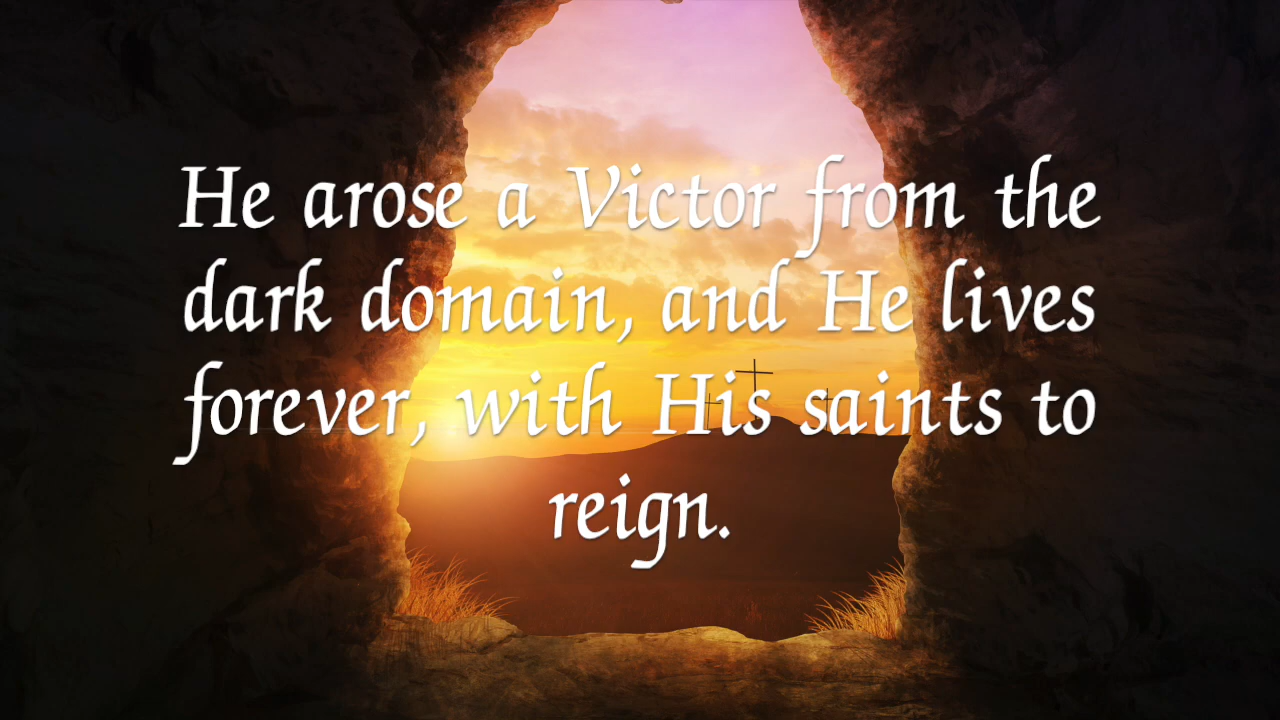 He arose a Victor from the
dark domain, and He lives
forever, with His saints to
reign.